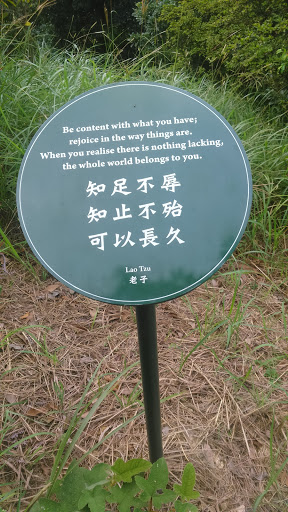 Be content with what you have;
rejoice in the way things are.
When you realise there is nothing lacking,
the whole world belongs to you.
知足不辱
知止不殆
可以長久
Lao Tzu
老子